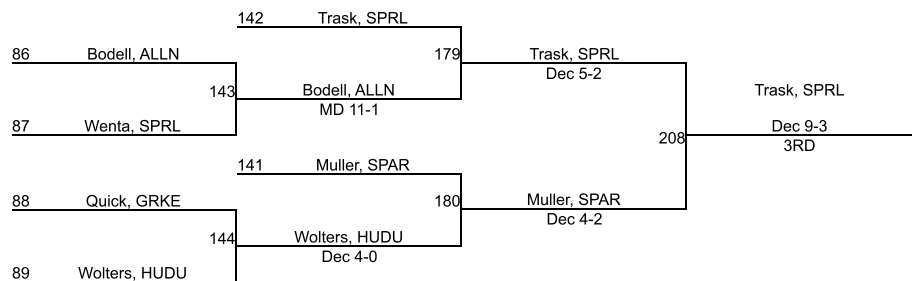 142 Trask, SPRL
86 Bodell, ALLN
179 Trask, SPRL
Dec 5-2
143 Bodell, ALLN
MD 11-1
Trask, SPRL
87 Wenta, SPRL
Dec 9-3
208
3RD
141 Muller, SPAR
88 Quick, GRKE
180 Muller, SPAR
Dec 4-2
144 Wolters, HUDU
Dec 4-0
89 Wolters, HUDU